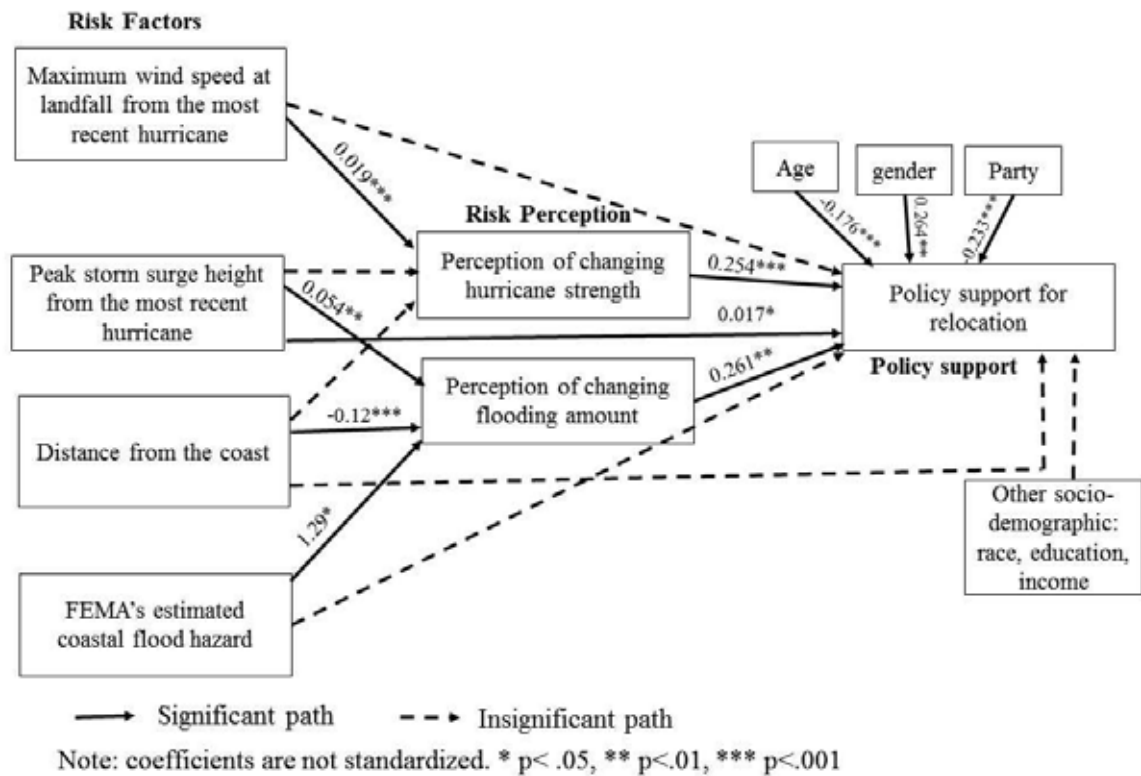 Risk Factors
Maximum wind speed at
landfall from the most
recent hurricane
0.019***
Age
gender
Party
-0.176***
0.264**
-0.233***
Risk Perception
Peak storm surge height
from the most recent
hurricane
0.054**
Perception of changing
hurricane strength
0.254***
Policy support for
relocation
0.017*
Policy support
Perception of changing
flooding amount
0.261**
Distance from the coast
-0.12***
Other socio-
demographic:
race, education,
income
1.29*
FEMA's estimated
coastal flood hazard
Significant path
Insignificant path
Note: coefficients are not standardized. * p< .05, ** p<.01, *** p<.001